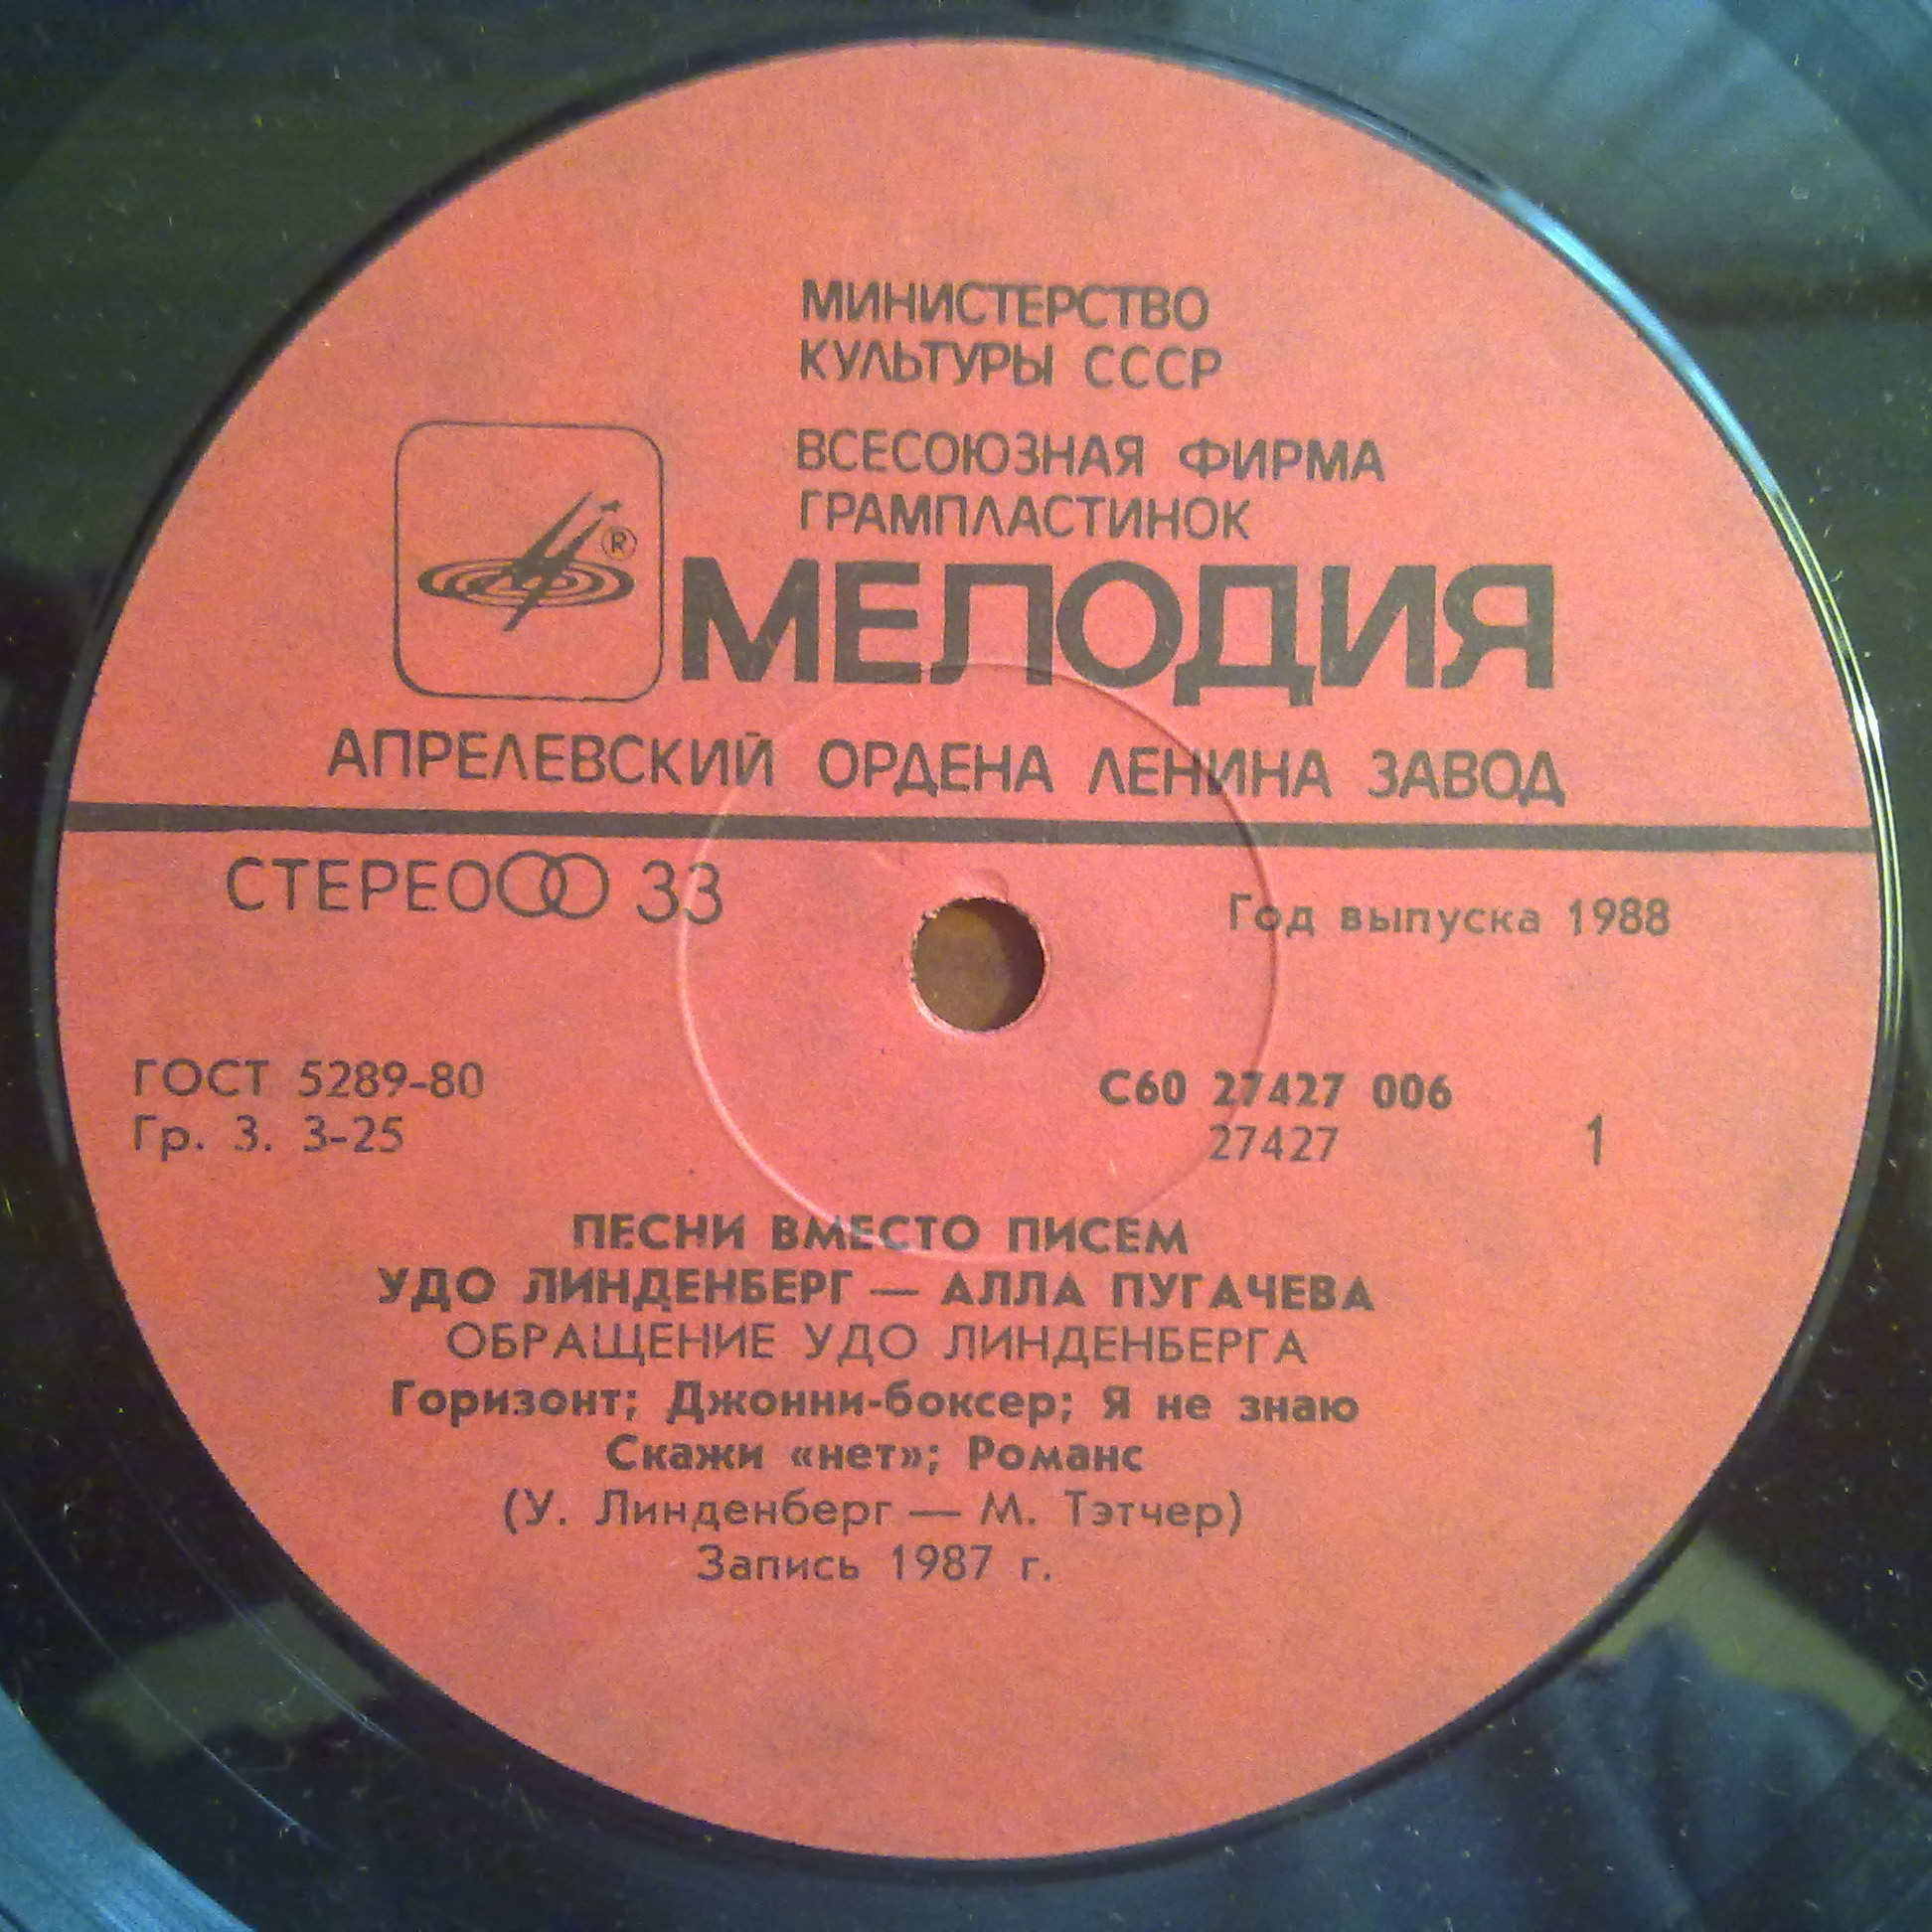 МИНИСТЕРСТВО
КУЛЬТУРЫ СССР
ВСЕСОЮЗНАЯ ФИРМА
ГРАМПЛАСТИНОК
®
МЕЛОДИЯ
АПРЕЛЕВСКИЙ ОРДЕНА ЛЕНИНА ЗАВОД
СТЕРЕО 33
Год выпуска 1988
ГОСТ 5289-80
Гр. 3. 3-25
С60 27427 006
27427
1
ПЕСНИ ВМЕСТО ПИСЕМ
УДО ЛИНДЕНБЕРГ — АЛЛА ПУГАЧЕВА
ОБРАЩЕНИЕ УДО ЛИНДЕНБЕРГА
Горизонт; Джонни-боксер; Я не знаю
Скажи «нет»; Романс
(У. Линденберг — М. Тэтчер)
Запись 1987 г.